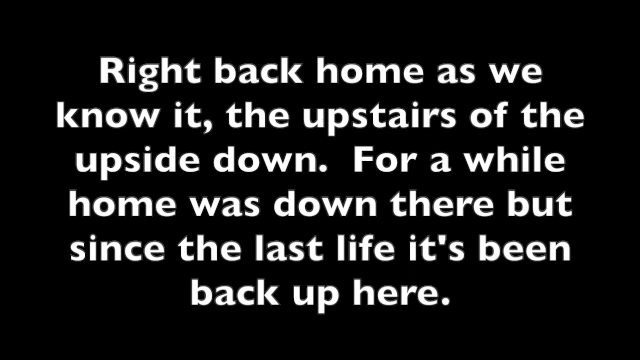 Right back home as we
know it, the upstairs of the
upside down.  For a while
home was down there but
since the last life it's been
back up here.